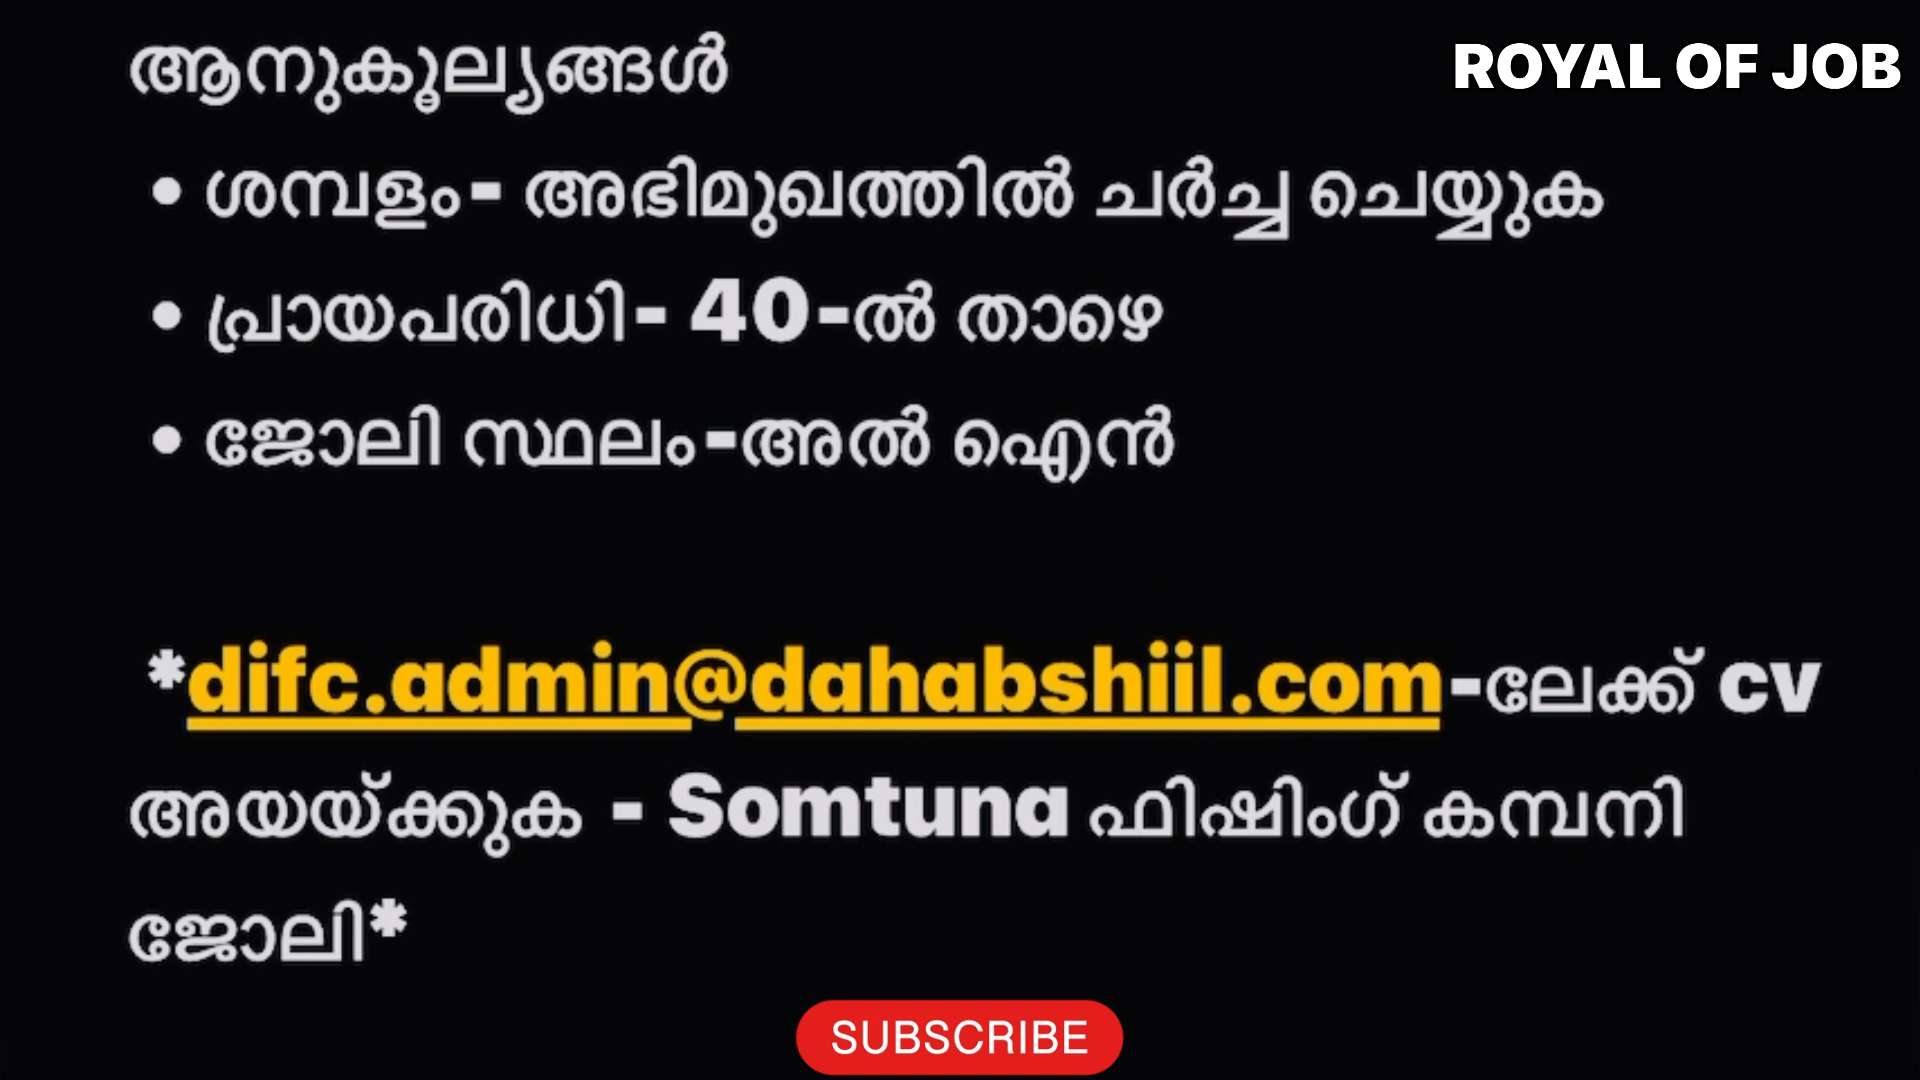 ആനുകൂല്യങ്ങൾ
ROYAL OF JOB
• ശമ്പളം- അഭിമുഖത്തിൽ ചർച്ച ചെയ്യുക
• പ്രായപരിധി- 40-ൽ താഴെ
• ജോലി സ്ഥലം-അൽ ഐൻ
*difc.admin@dahabshiil.com-ലേക്ക് cv
അയയ്ക്കുക - Somtuna ഫിഷിംഗ് കമ്പനി
ജോലി*
SUBSCRIBE